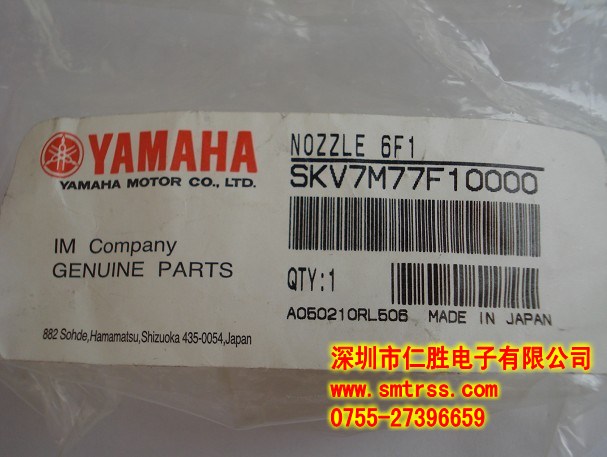 YAMAHA
YAMAHA MOTOR CO., LTD.
IM Company
GENUINE PARTS
882 Sohde,Hamamatsu,Shizuoka 435-0054,Japan
NOZZLE 6F1
SKV7M77F10000
QTY:1
A050210RL506 MADE IN JAPAN
深圳市仁胜电子有限公司
www.smtrss.com
0755-27396659